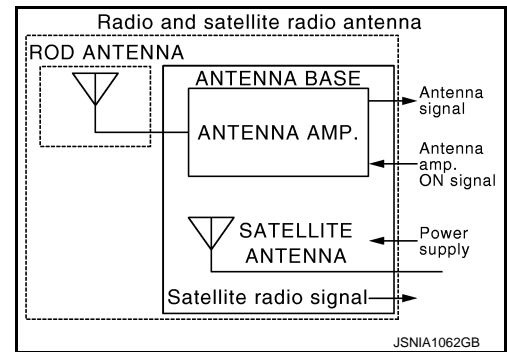 Radio and satellite radio antenna
ROD ANTENNA
ANTENNA BASE
ANTENNA AMP.
Antenna
signal
Antenna
amp.
ON signal
SATELLITE
ANTENNA
Power
supply
Satellite radio signal
JSNIA1062GB